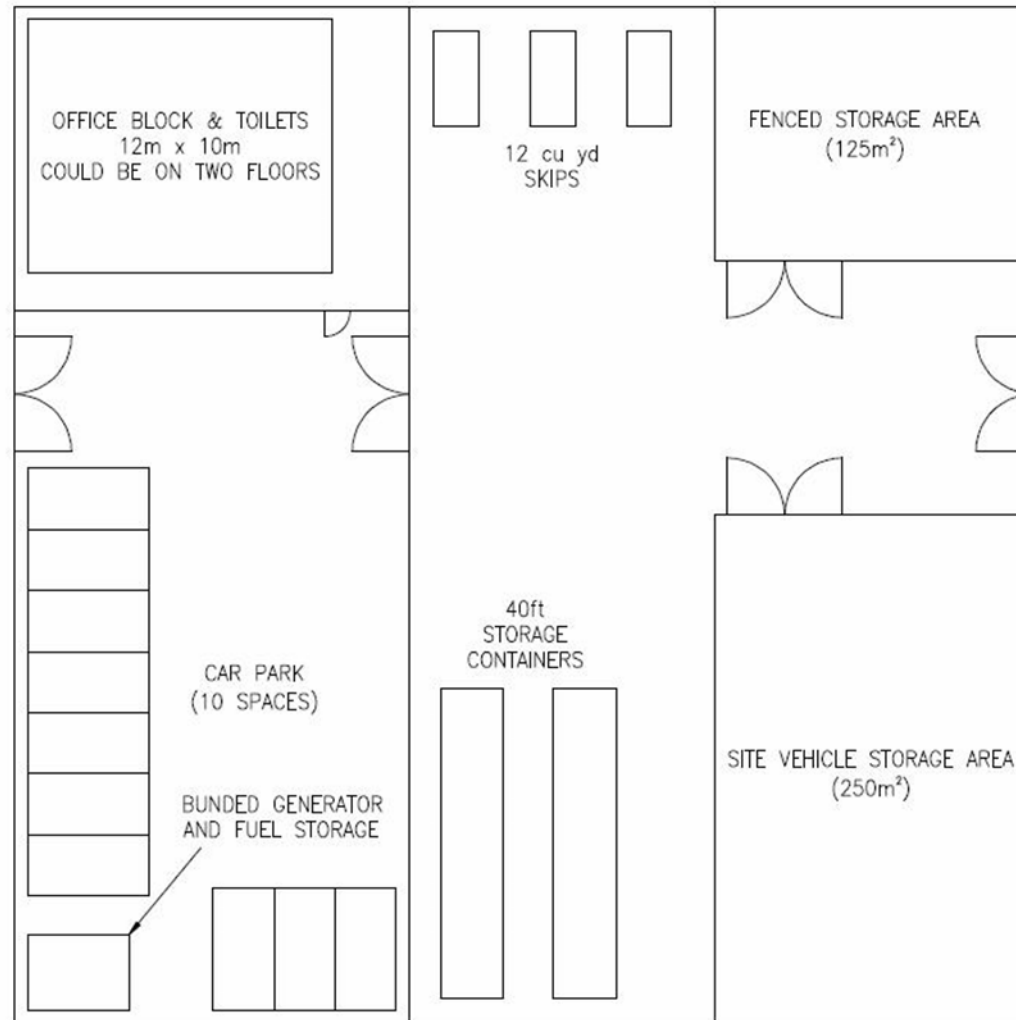 OFFICE BLOCK & TOILETS
12m x 10m
COULD BE ON TWO FLOORS
12 cu yd
SKIPS
FENCED STORAGE AREA
(125m²)
40ft
STORAGE
CONTAINERS
CAR PARK
(10 SPACES)
SITE VEHICLE STORAGE AREA
(250m²)
BUNDED GENERATOR
AND FUEL STORAGE